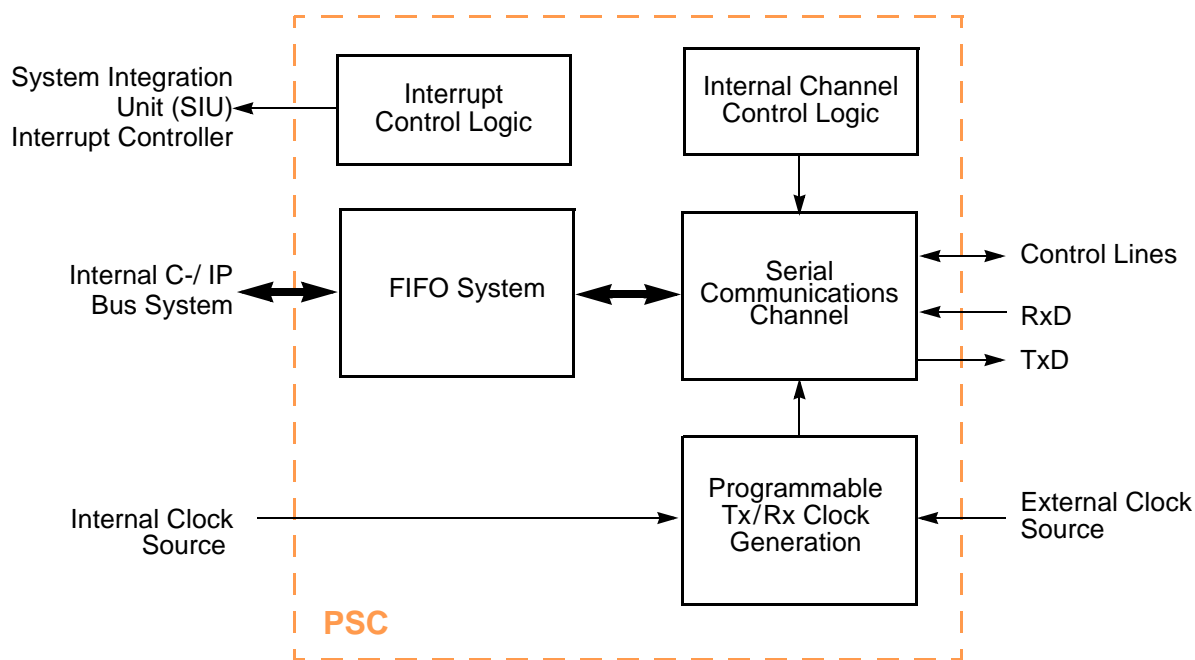 System Integration
Unit (SIU)
Interrupt Controller
Interrupt
Control Logic
Internal Channel
Control Logic
Internal C-/ IP
Bus System
FIFO System
Serial
Communications
Channel
Control Lines
RxD
TxD
Internal Clock
Source
Programmable
Tx/Rx Clock
Generation
External Clock
Source
PSC